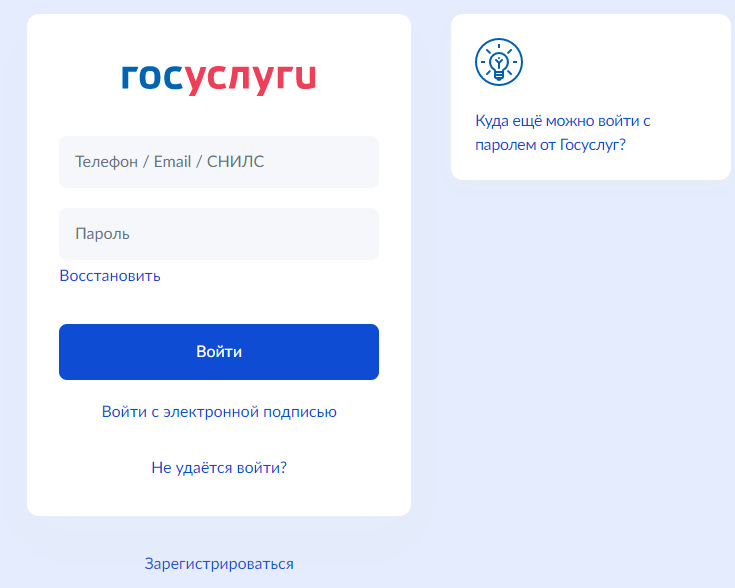 госуслуги
Телефон / Email / СНИЛС
Пароль
Восстановить
Войти
Войти с электронной подписью
Не удаётся войти?
Зарегистрироваться
Куда ещё можно войти с
паролем от Госуслуг?